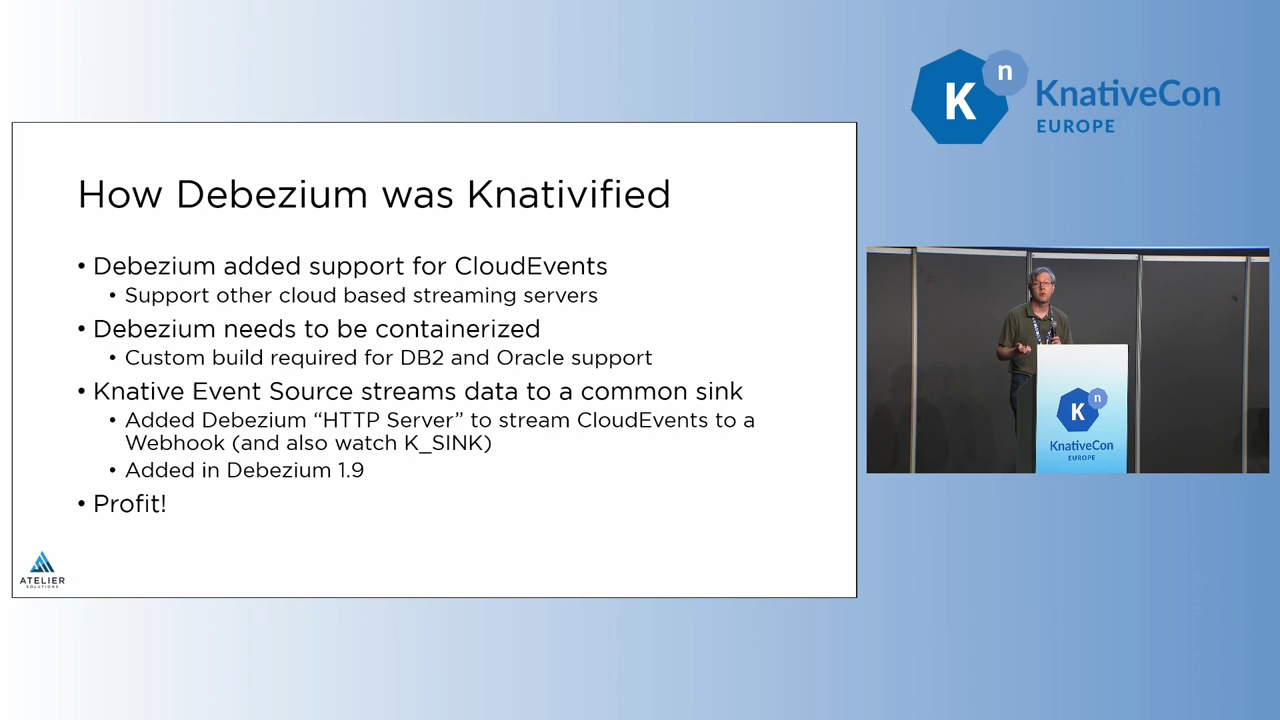 K n KnativeCon
EUROPE
How Debezium was Knativified
• Debezium added support for CloudEvents
• Support other cloud based streaming servers
• Debezium needs to be containerized
• Custom build required for DB2 and Oracle support
• Knative Event Source streams data to a common sink
• Added Debezium “HTTP Server” to stream CloudEvents to a
Webhook (and also watch K_SINK)
• Added in Debezium 1.9
• Profit!
ATELIER
SOLUTIONS
K n
KnativeCon
EUROPE